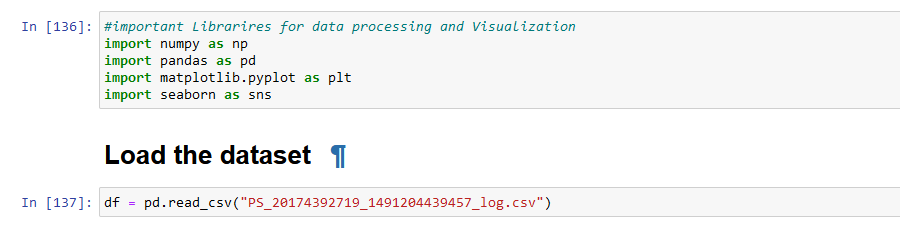 In [136]: #important Librarires for data processing and Visualization
import numpy as np
import pandas as pd
import matplotlib.pyplot as plt
import seaborn as sns
Load the dataset ¶
In [137]: df = pd.read_csv("PS_20174392719_1491204439457_log.csv")